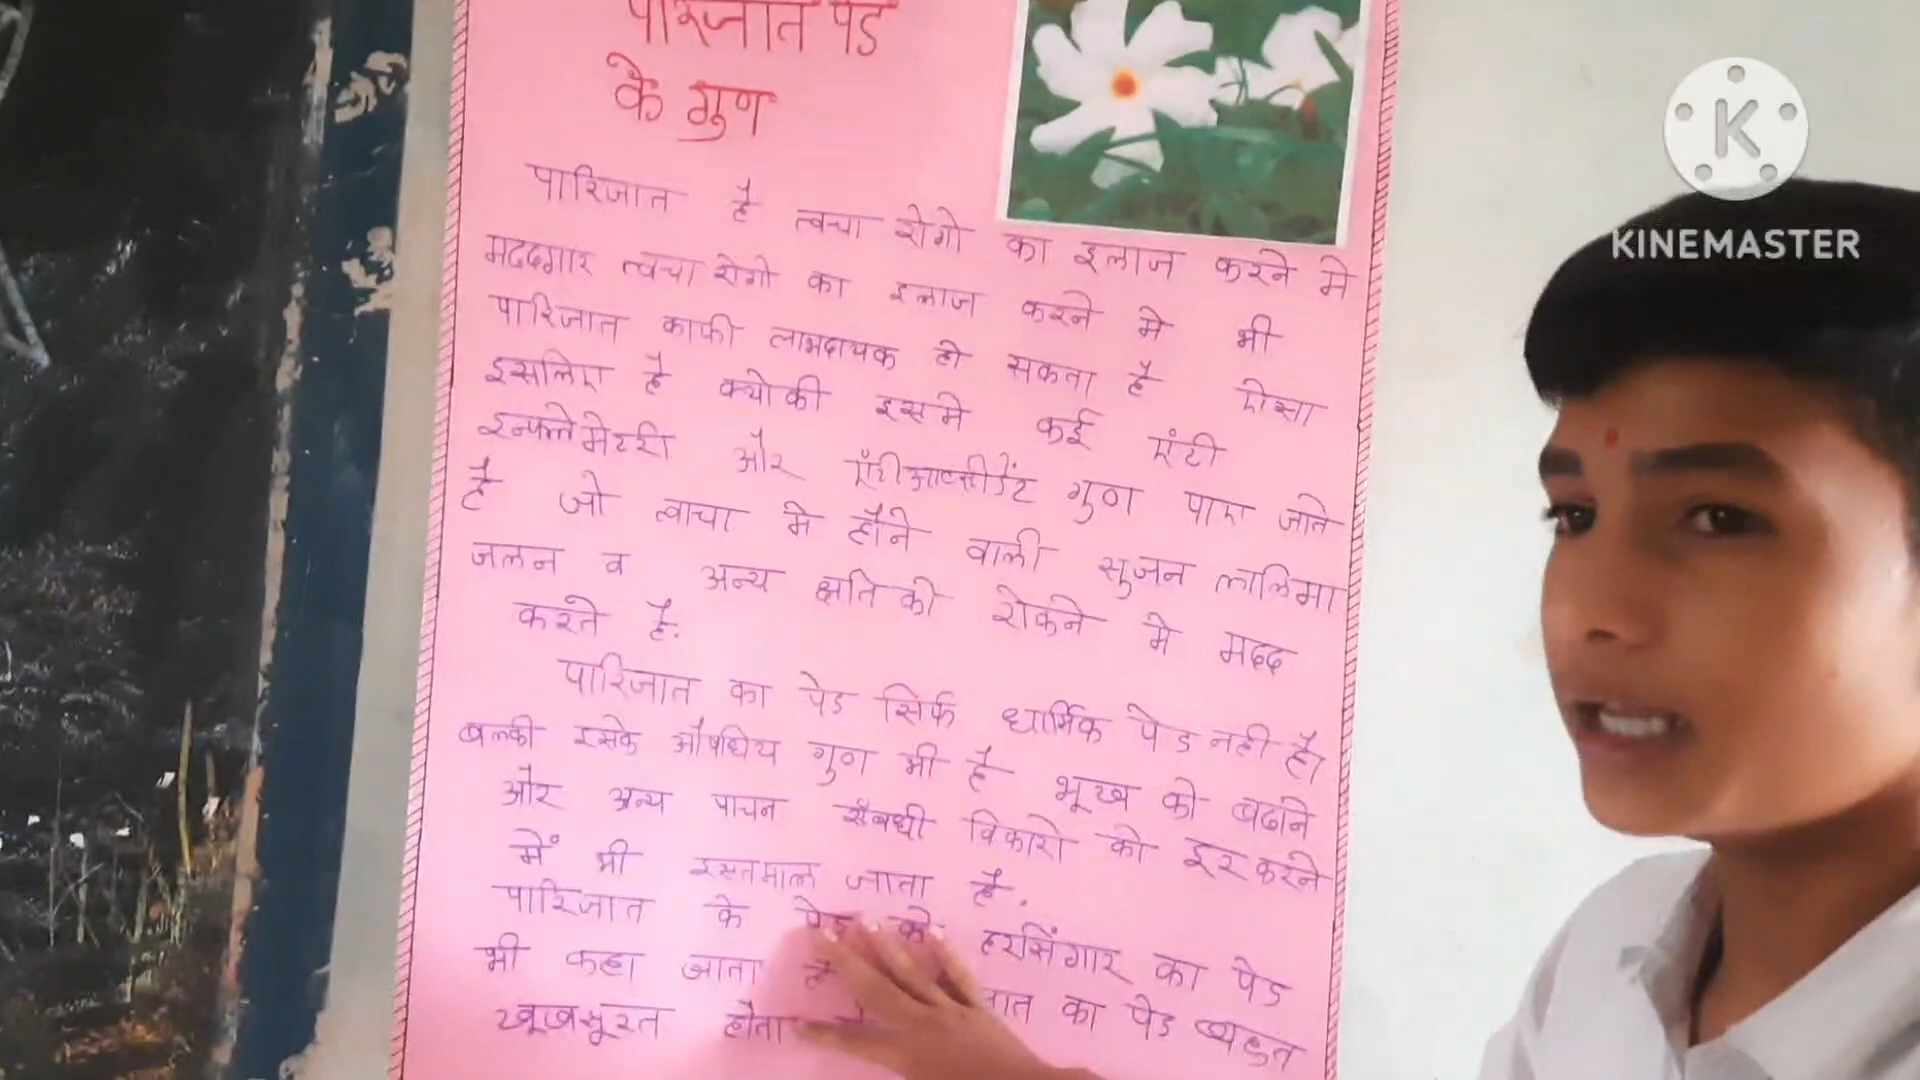 पारिजात पेड
के गुण
पारिजात है त्वचा रोगो का इलाज करने मे
मददगार त्वचा रोगो का इलाज करने मे भी
पारिजात काफी लाभदायक हो सकता है ऐसा
इसलिए है क्योकी इसमे कई एंटी
इन्फ्लेमेटरी और एँटीआक्सीडेंट गुण पाए जाते
है जो त्वाचा मे हौने वाली सुजन लालिमा
जलन व अन्य क्षति को रोकने मे मदद
करते है.
पारिजात का पेड सिर्फ धार्मिक पेड नही है।
बल्की इसके औषधिय गुण भी है भूख को बढाने
और अन्य पाचन संबधी विकारो को दूर करने
में भी इस्तमाल जाता है.
पारिजात के पेड को हरसिंगार का पेड
भी कहा जाता है का पेड
खूबसूरत होता
KINEMASTER